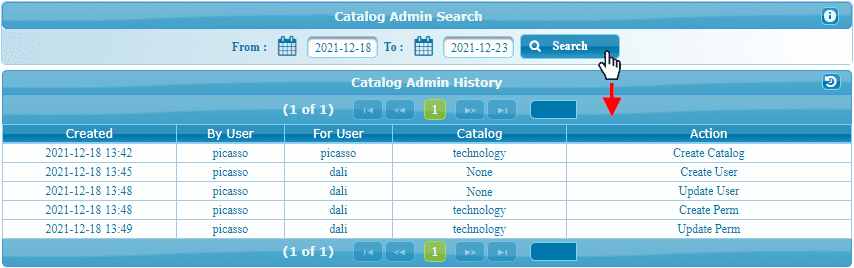 Catalog Admin Search
From : 2021-12-18 To : 2021-12-23 Search
Catalog Admin History
(1 of 1) 1
Created By User For User Catalog Action
2021-12-18 13:42 picasso picasso technology Create Catalog
2021-12-18 13:45 picasso dali None Create User
2021-12-18 13:48 picasso dali None Update User
2021-12-18 13:48 picasso dali technology Create Perm
2021-12-18 13:49 picasso dali technology Update Perm
(1 of 1) 1